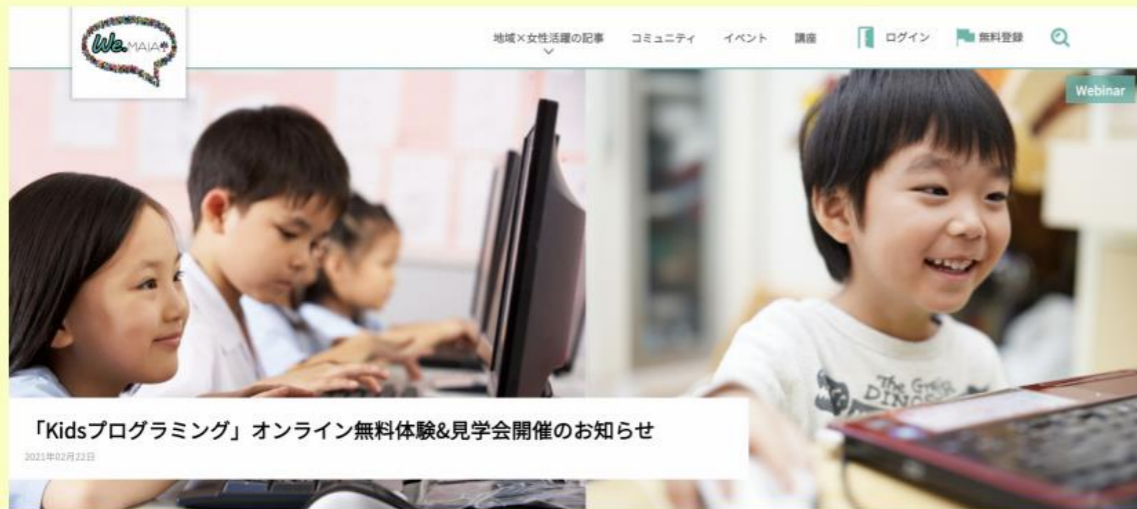 We.MAIA
地域×女性活躍の記事
コミュニティ
イベント
講座
ログイン
無料登録
Webinar
The Great
DINO
「Kidsプログラミング」オンライン無料体験&見学会開催のお知らせ
2021年02月22日